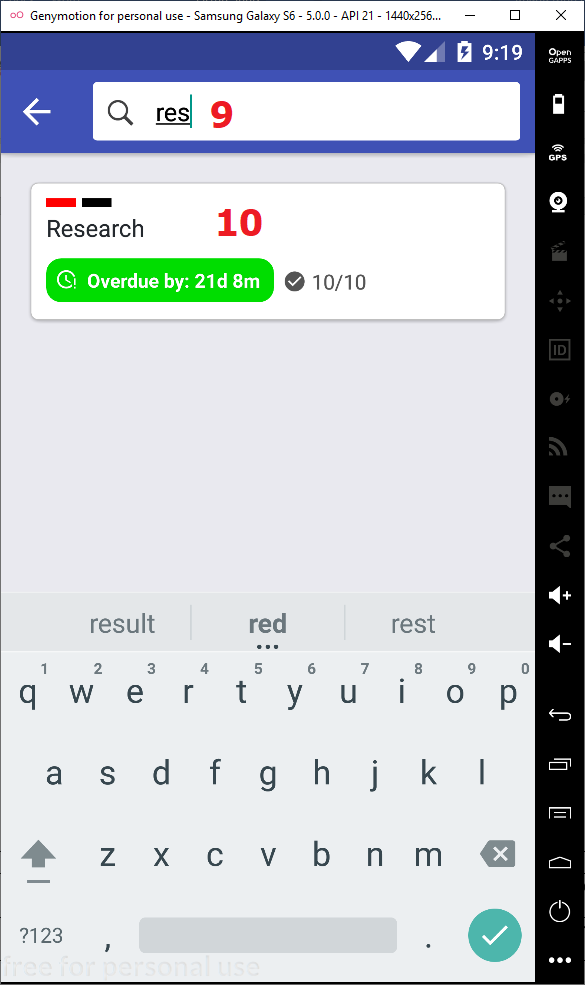 Genymotion for personal use - Samsung Galaxy S6 - 5.0.0 - API 21 - 1440x256...
9:19
Open
GAPPS
res 9
GPS
Research 10
Overdue by: 21d 8m 10/10
ID
result red rest
1 2 3 4 5 6 7 8 9 0
q w e r t y u i o p
a s d f g h j k l
z x c v b n m
?123 , .
free for personal use